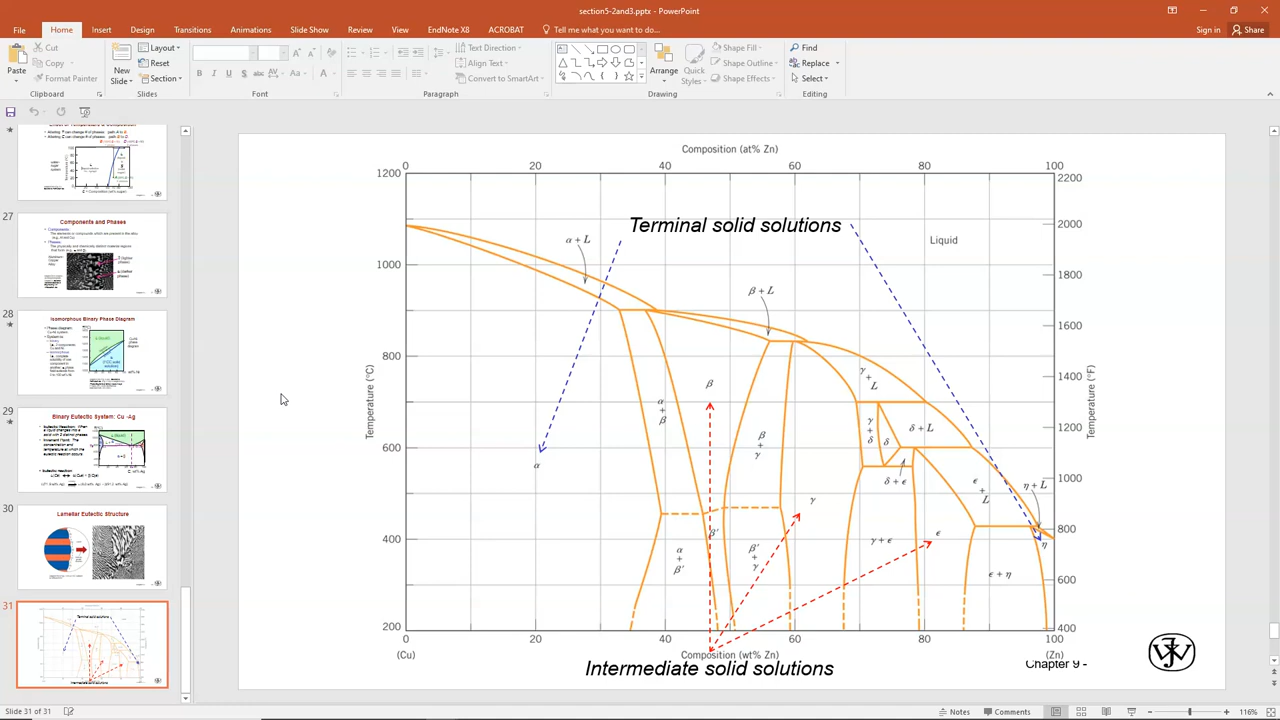 section5-2and3.pptx - PowerPoint
File Home Insert Design Transitions Animations Slide Show Review View EndNote X8 ACROBAT Tell me what you want to do... Sign in Share
Paste
Cut
Copy
Format Painter
Clipboard
New Slide
Layout
Reset
Section
Slides
Font
Text Direction
Align Text
Convert to SmartArt
Paragraph
Arrange
Quick Styles
Shape Fill
Shape Outline
Shape Effects
Drawing
Find
Replace
Select
Editing
27
Components and Phases
28
Isomorphous Binary Phase Diagram
29
Binary Eutectic System: Cu -Ag
30
Lamellar Eutectic Structure
31
Terminal solid solutions
Intermediate solid solutions
Composition (at% Zn)
0 20 40 60 80 100
1200 2200
Terminal solid solutions
2000
α + L
Liquid
1000
1800
β + L
1600
800
γ + L
1400
β
α + β
γ + δ
δ
δ + L
1200
600
β + γ
α
δ + ϵ
1000
ϵ + L
η + L
γ
800
400
β′
ϵ
γ + ϵ
η
α + β′
β′ + γ
ϵ + η
600
200
400
0 20 40 60 80 100
(Cu) Composition (wt% Zn) (Zn)
Temperature (°C)
Temperature (°F)
Intermediate solid solutions
Chapter 9 -
Slide 31 of 31
Notes Comments 116%